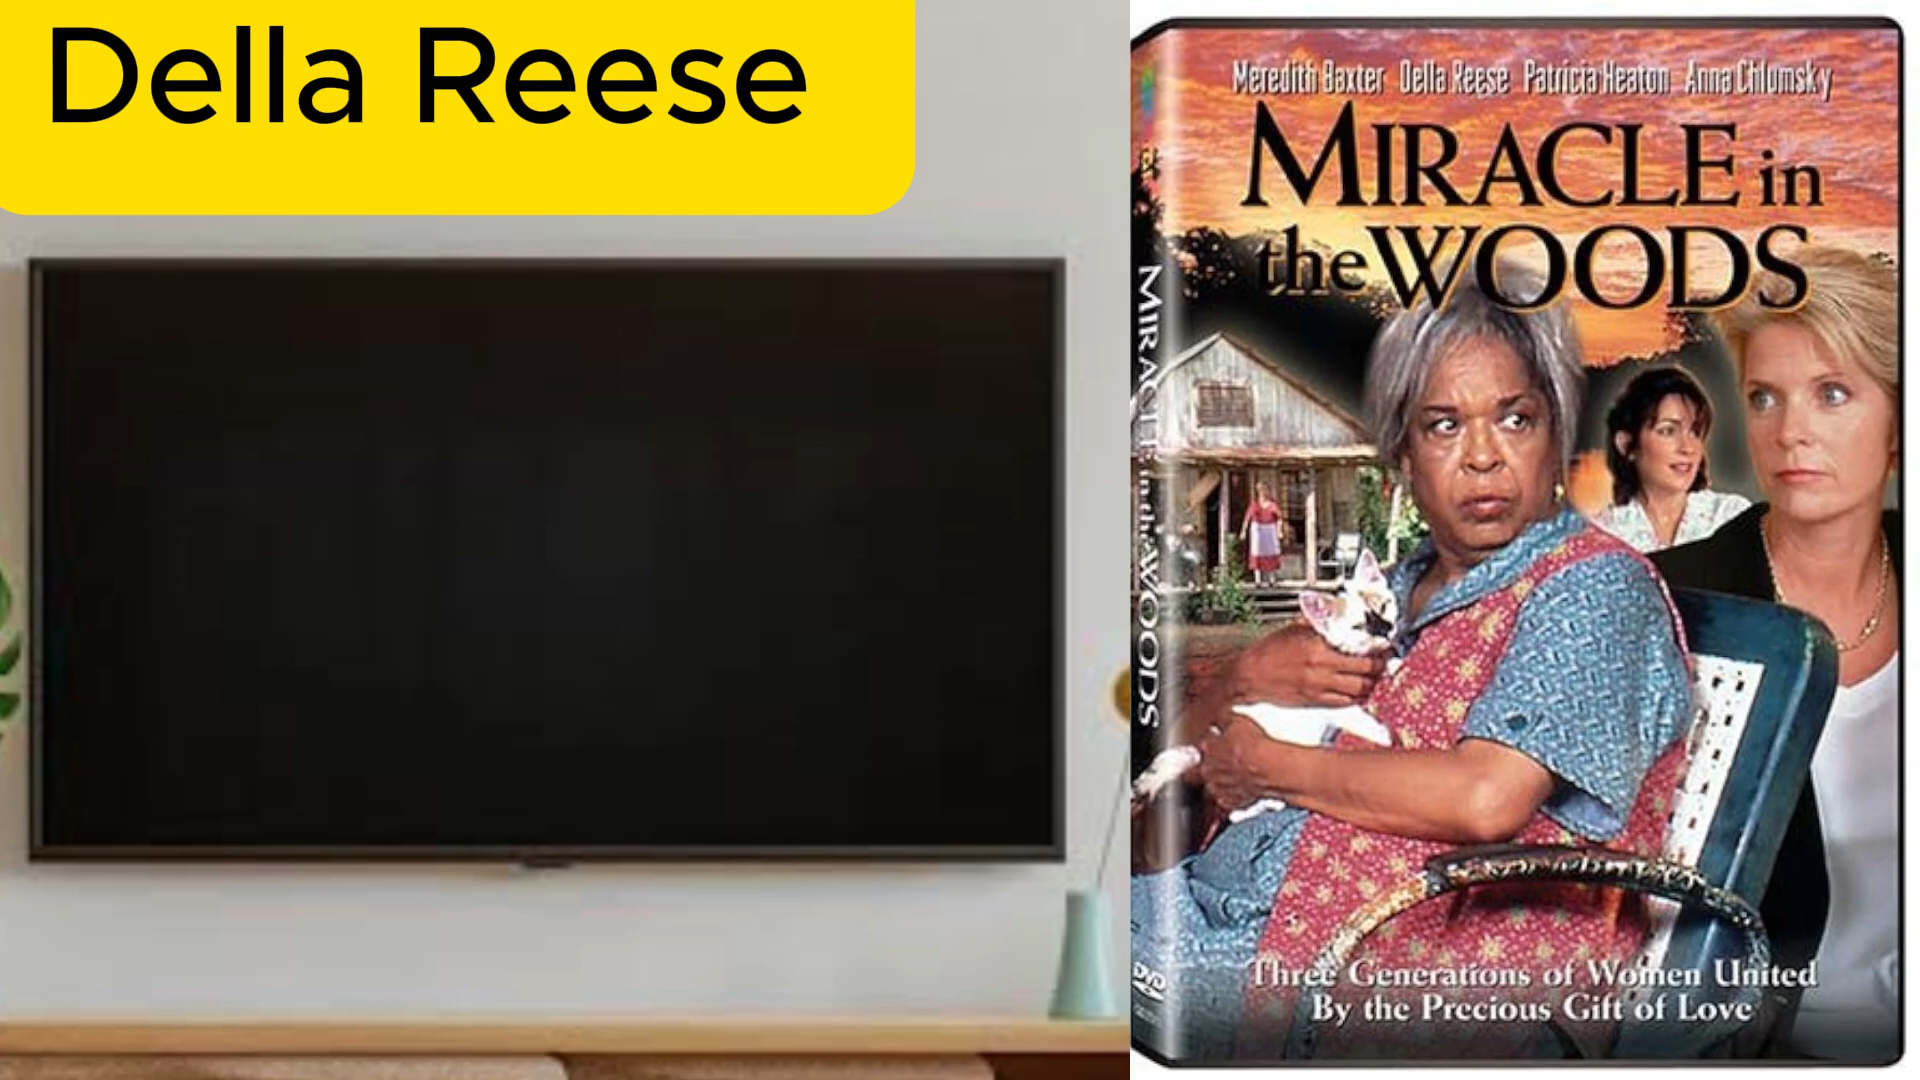 Della Reese
Meredith Baxter Della Reese Patricia Heaton Anna Chlumsky
MIRACLE in
the WOODS
MIRACLE in the WOODS
DVD
Three Generations of Women United
By the Precious Gift of Love